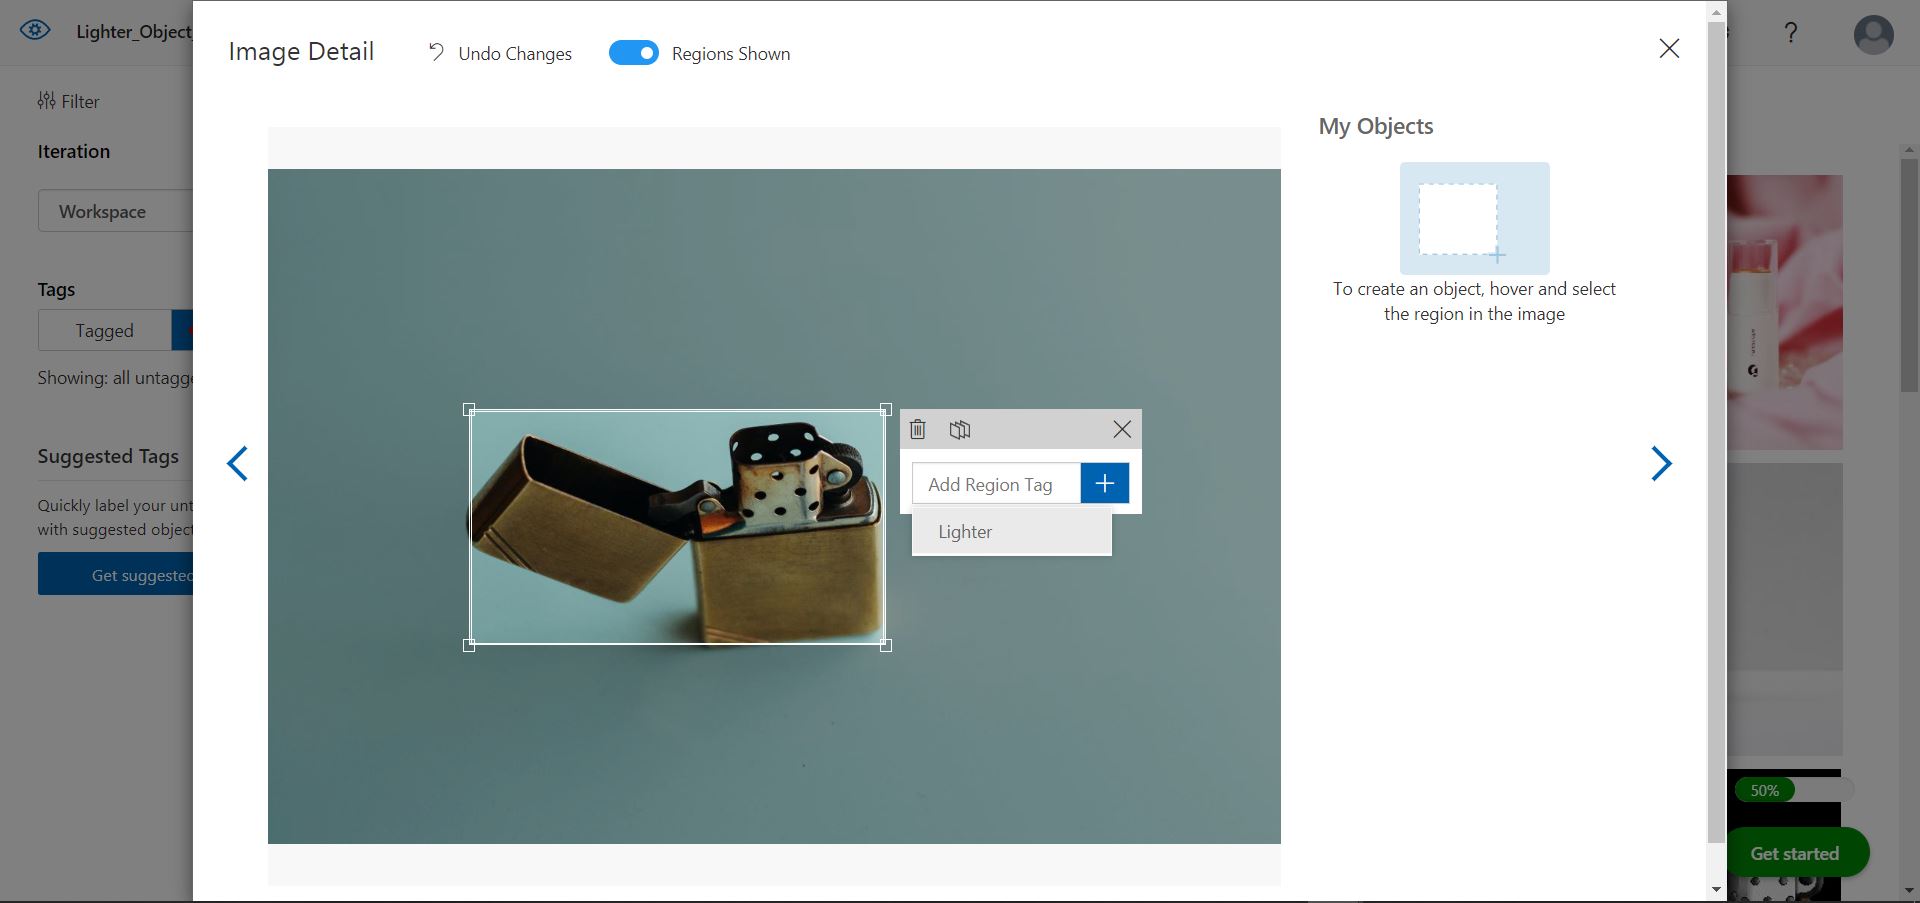 Lighter_Object_
Image Detail
Undo Changes
Regions Shown
?
Filter
Iteration
Workspace
Tags
Tagged
Showing: all untagge
Suggested Tags
Quickly label your unt
with suggested object
Get suggested
My Objects
To create an object, hover and select
the region in the image
Add Region Tag
Lighter
50%
Get started